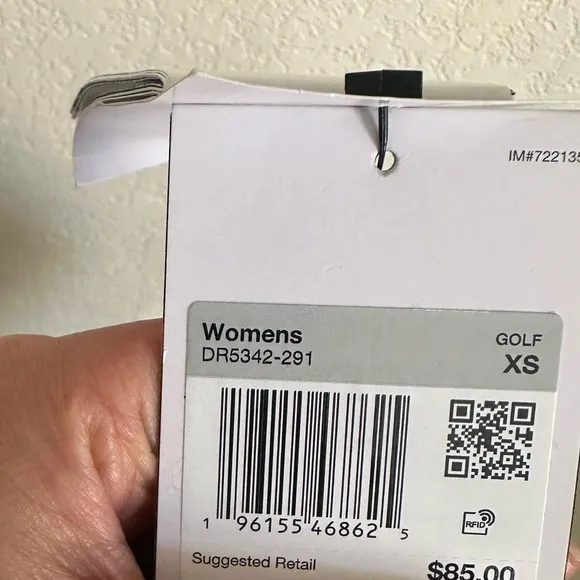 IM#722135
Womens GOLF
DR5342-291 XS
RFID
1 96155 46862 5
Suggested Retail $85.00